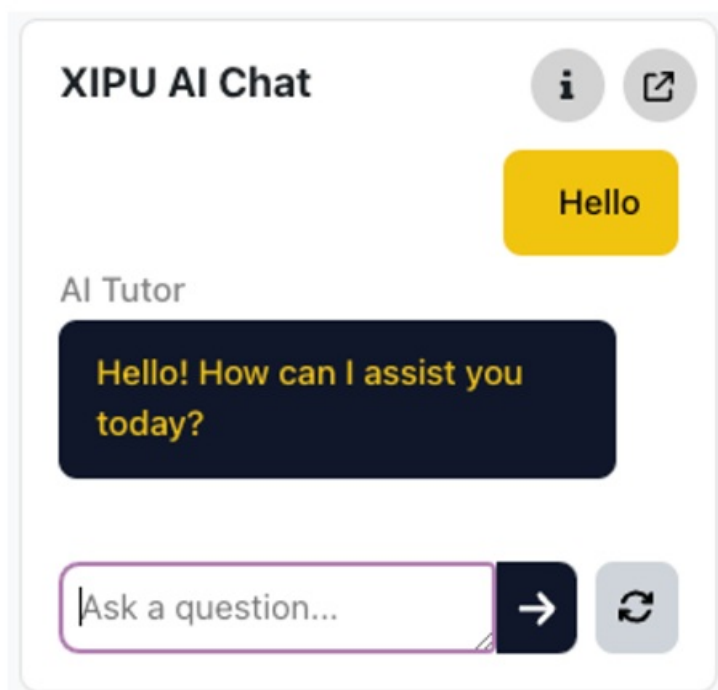 XIPU AI Chat
Hello
AI Tutor
Hello! How can I assist you
today?
Ask a question...